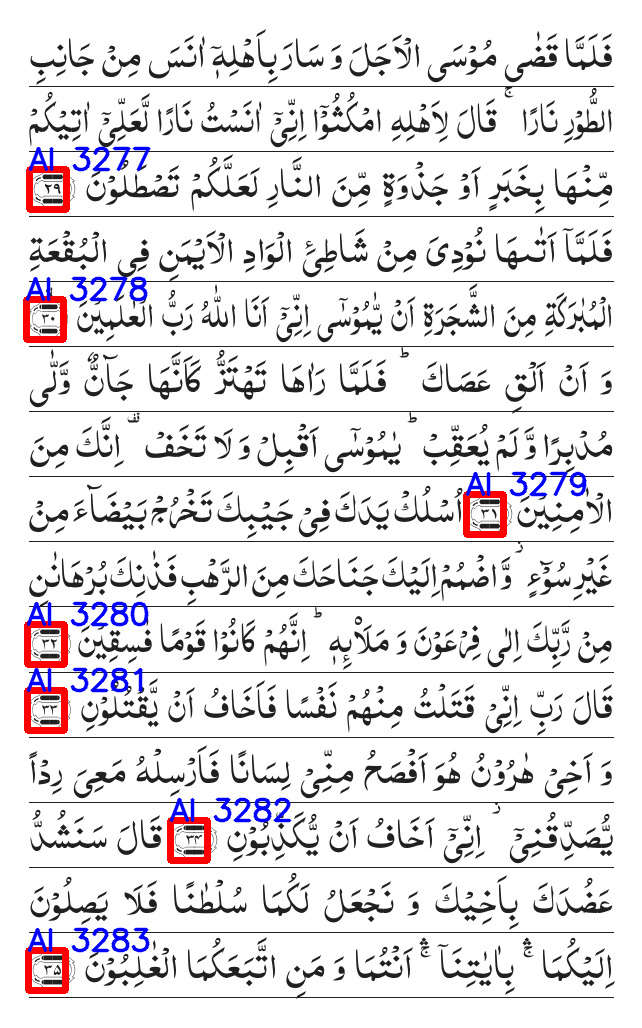 فَلَمَّا قَضٰى مُوْسَى الْاَجَلَ وَ سَارَ بِاَهْلِهٖۤ اٰنَسَ مِنْ جَانِبِ
الطُّوْرِ نَارًا ۚ قَالَ لِاَهْلِهِ امْكُثُوْۤا اِنِّیْۤ اٰنَسْتُ نَارًا لَّعَلِّیْۤ اٰتِیْكُمْ
AI 3277
مِّنْهَا بِخَبَرٍ اَوْ جَذْوَةٍ مِّنَ النَّارِ لَعَلَّكُمْ تَصْطَلُوْنَ ۲۹
فَلَمَّاۤ اَتٰىهَا نُوْدِیَ مِنْ شَاطِئِ الْوَادِ الْاَیْمَنِ فِی الْبُقْعَةِ
AI 3278
الْمُبٰرَكَةِ مِنَ الشَّجَرَةِ اَنْ یّٰمُوْسٰۤى اِنِّیْۤ اَنَا اللّٰهُ رَبُّ الْعٰلَمِیْنَ ۳۰
وَ اَنْ اَلْقِ عَصَاكَ ؕ فَلَمَّا رَاٰهَا تَهْتَزُّ كَاَنَّهَا جَآنٌّ وَّلّٰى
مُدْبِرًا وَّ لَمْ یُعَقِّبْ ؕ یٰمُوْسٰۤى اَقْبِلْ وَ لَا تَخَفْ ۫ اِنَّكَ مِنَ
AI 3279
الْاٰمِنِیْنَ ۳۱ اُسْلُكْ یَدَكَ فِیْ جَیْبِكَ تَخْرُجْ بَیْضَآءَ مِنْ
غَیْرِ سُوْٓءٍ ؗ وَّ اضْمُمْ اِلَیْكَ جَنَاحَكَ مِنَ الرَّهْبِ فَذٰنِكَ بُرْهَانٰنِ
AI 3280
مِنْ رَّبِّكَ اِلٰى فِرْعَوْنَ وَ مَلَاۡىِٕهٖ ؕ اِنَّهُمْ كَانُوْا قَوْمًا فٰسِقِیْنَ ۳۲
AI 3281
قَالَ رَبِّ اِنِّیْ قَتَلْتُ مِنْهُمْ نَفْسًا فَاَخَافُ اَنْ یَّقْتُلُوْنِ ۳۳
وَ اَخِیْ هٰرُوْنُ هُوَ اَفْصَحُ مِنِّیْ لِسَانًا فَاَرْسِلْهُ مَعِیَ رِدْاً
AI 3282
یُّصَدِّقُنِیْۤ ؗ اِنِّیْۤ اَخَافُ اَنْ یُّكَذِّبُوْنِ ۳۴ قَالَ سَنَشُدُّ
عَضُدَكَ بِاَخِیْكَ وَ نَجْعَلُ لَكُمَا سُلْطٰنًا فَلَا یَصِلُوْنَ
AI 3283
اِلَیْكُمَا ۛۚ بِاٰیٰتِنَاۤ ۛۚ اَنْتُمَا وَ مَنِ اتَّبَعَكُمَا الْغٰلِبُوْنَ ۳۵